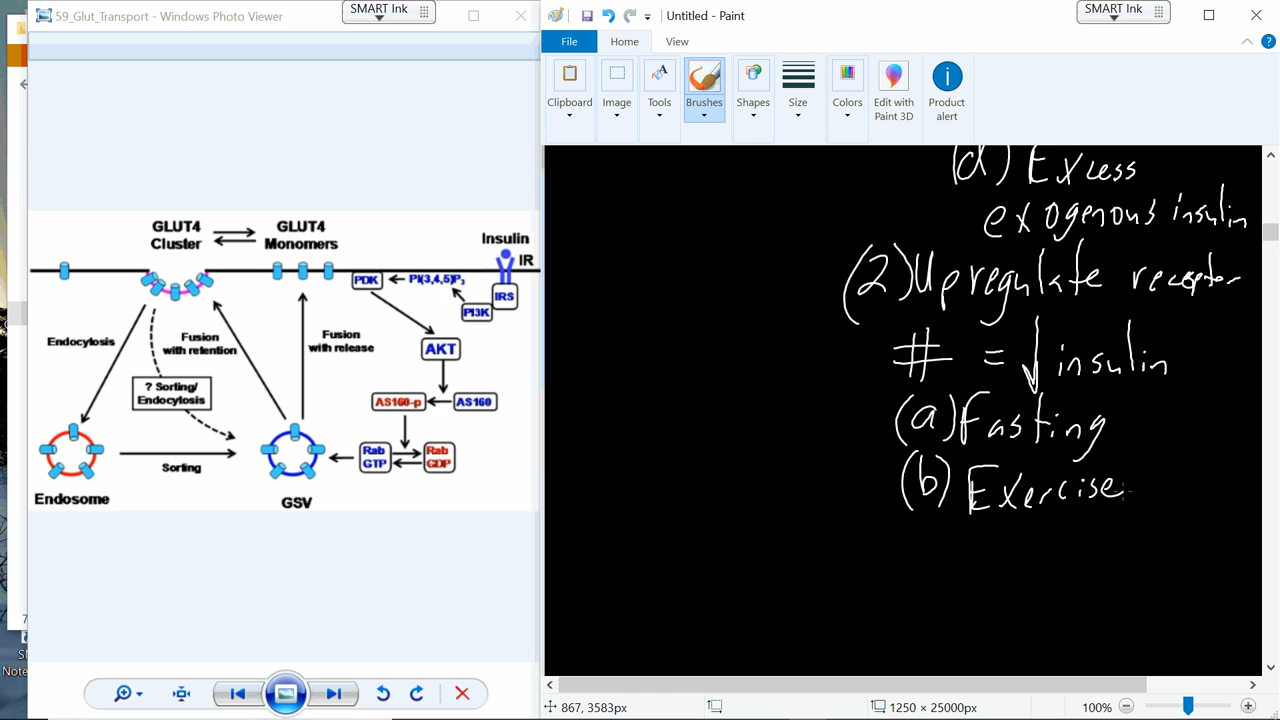 59_Glut_Transport - Windows Photo Viewer
SMART Ink
GLUT4
Cluster
GLUT4
Monomers
Insulin
IR
PDK
PI(3,4,5)P3
IRS
PI3K
Endocytosis
Fusion
with retention
Fusion
with release
AKT
? Sorting/
Endocytosis
AS160-p
AS160
Rab
GTP
Rab
GDP
Sorting
Endosome
GSV
Untitled - Paint
SMART Ink
File
Home
View
Clipboard
Image
Tools
Brushes
Shapes
Size
Colors
Edit with
Paint 3D
Product
alert
(d) Excess
exogenous insulin
(2) Upregulate receptor
# = ↓ insulin
(a) Fasting
(b) Exercise
867, 3583px
1250 × 25000px
100%
Note